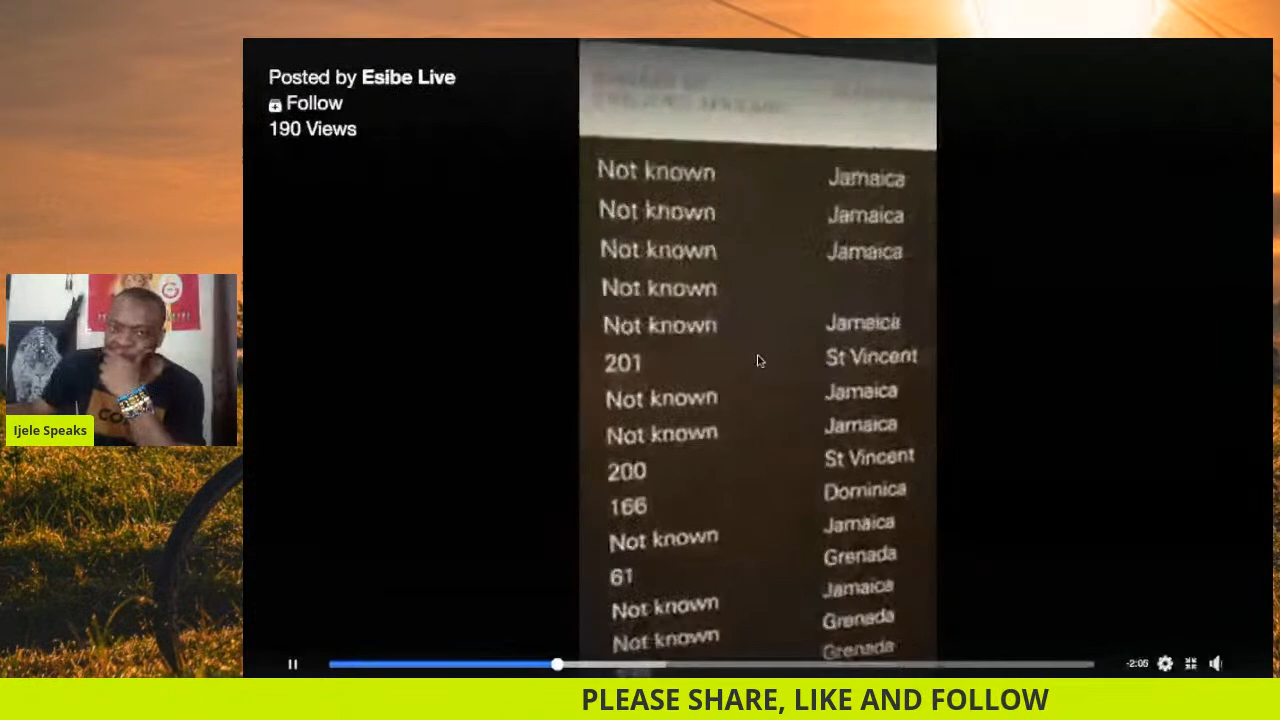 Posted by Esibe Live
Follow
190 Views
Not known Jamaica
Not known Jamaica
Not known Jamaica
Not known
Not known Jamaica
201 St Vincent
Not known Jamaica
Not known Jamaica
200 St Vincent
166 Dominica
Not known Jamaica
61 Grenada
Not known Jamaica
Not known Grenada
Grenada
Ijele Speaks
-2:05
PLEASE SHARE, LIKE AND FOLLOW